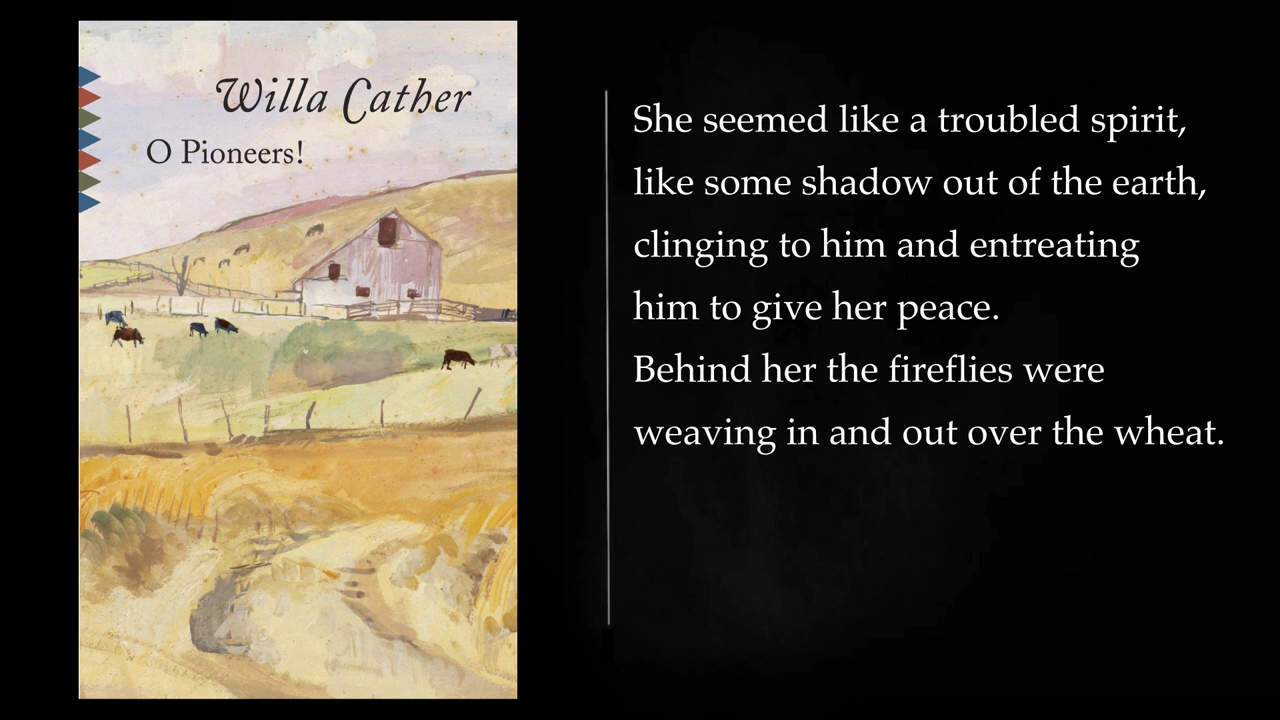 Willa Cather
O Pioneers!
She seemed like a troubled spirit,
like some shadow out of the earth,
clinging to him and entreating
him to give her peace.
Behind her the fireflies were
weaving in and out over the wheat.